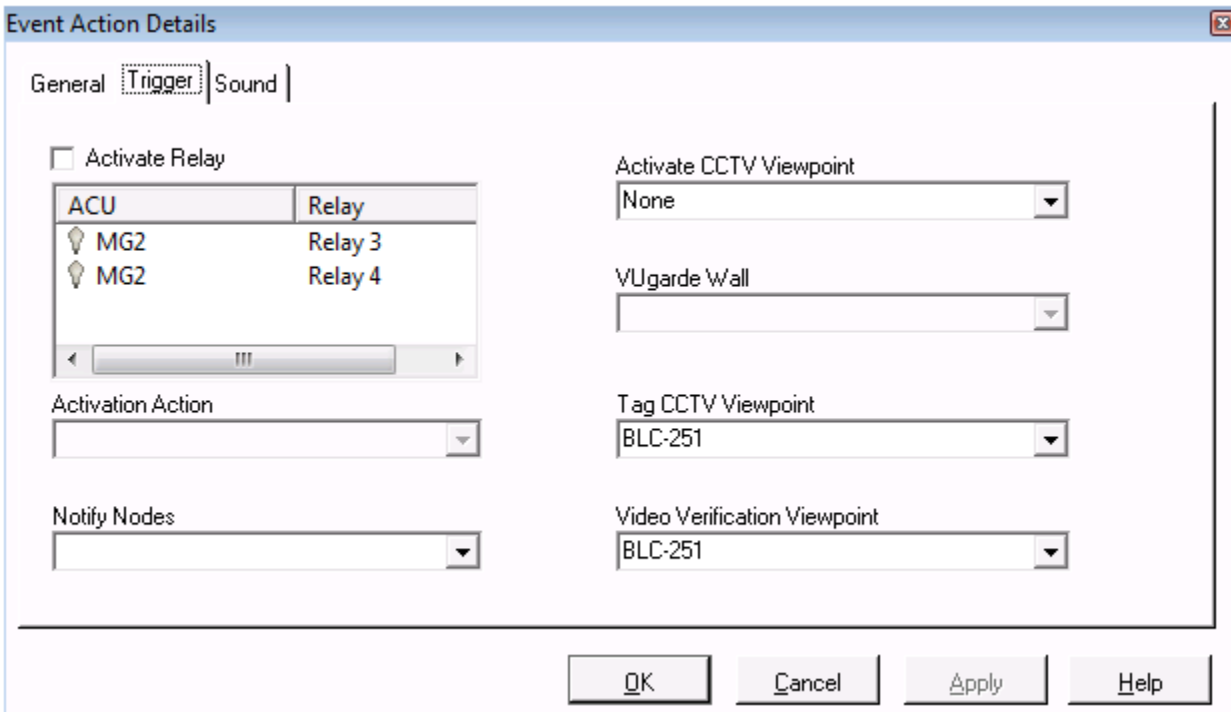 Event Action Details
General Trigger Sound
Activate Relay
ACU Relay
MG2 Relay 3
MG2 Relay 4
Activation Action
Notify Nodes
Activate CCTV Viewpoint
None
VUgarde Wall
Tag CCTV Viewpoint
BLC-251
Video Verification Viewpoint
BLC-251
OK Cancel Apply Help